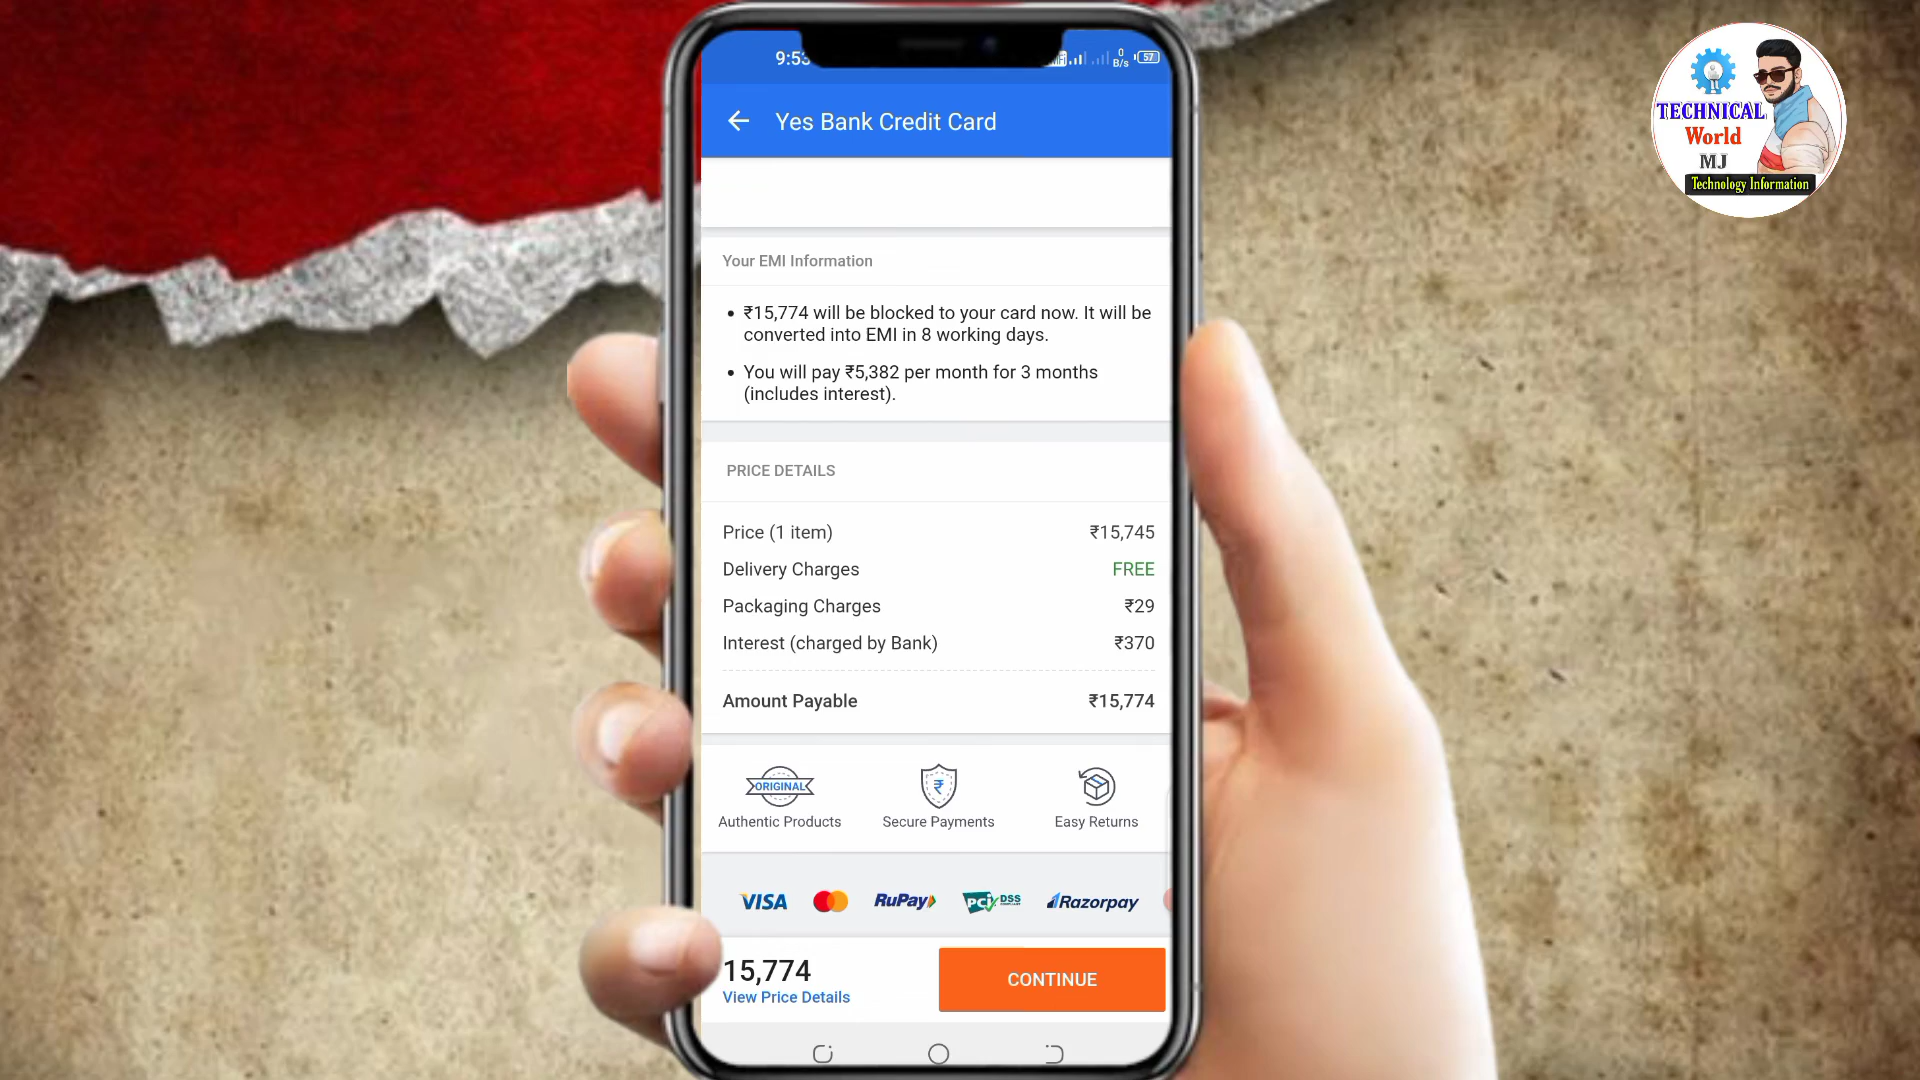 9:53
0
B/s
57
Yes Bank Credit Card
TECHNICAL
World
MJ
Technology Information
Your EMI Information
• ₹15,774 will be blocked to your card now. It will be
converted into EMI in 8 working days.
• You will pay ₹5,382 per month for 3 months
(includes interest).
PRICE DETAILS
Price (1 item) ₹15,745
Delivery Charges FREE
Packaging Charges ₹29
Interest (charged by Bank) ₹370
Amount Payable ₹15,774
ORIGINAL
₹
Authentic Products Secure Payments Easy Returns
VISA RuPay PCI DSS Razorpay
15,774
View Price Details
CONTINUE